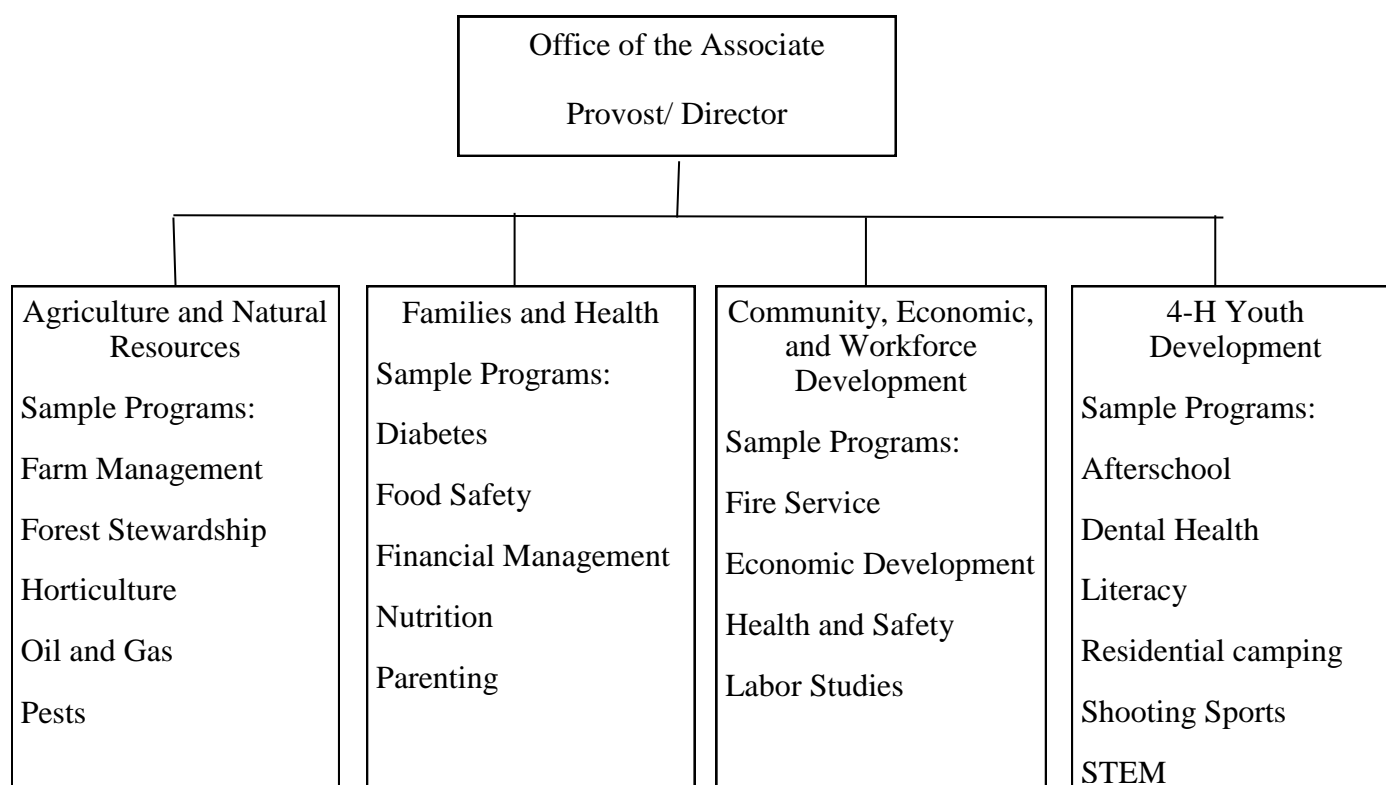 Office of the Associate
Provost/ Director
Agriculture and Natural
Resources
Sample Programs:
Farm Management
Forest Stewardship
Horticulture
Oil and Gas
Pests
Families and Health
Sample Programs:
Diabetes
Food Safety
Financial Management
Nutrition
Parenting
Community, Economic,
and Workforce
Development
Sample Programs:
Fire Service
Economic Development
Health and Safety
Labor Studies
4-H Youth
Development
Sample Programs:
Afterschool
Dental Health
Literacy
Residential camping
Shooting Sports
STEM